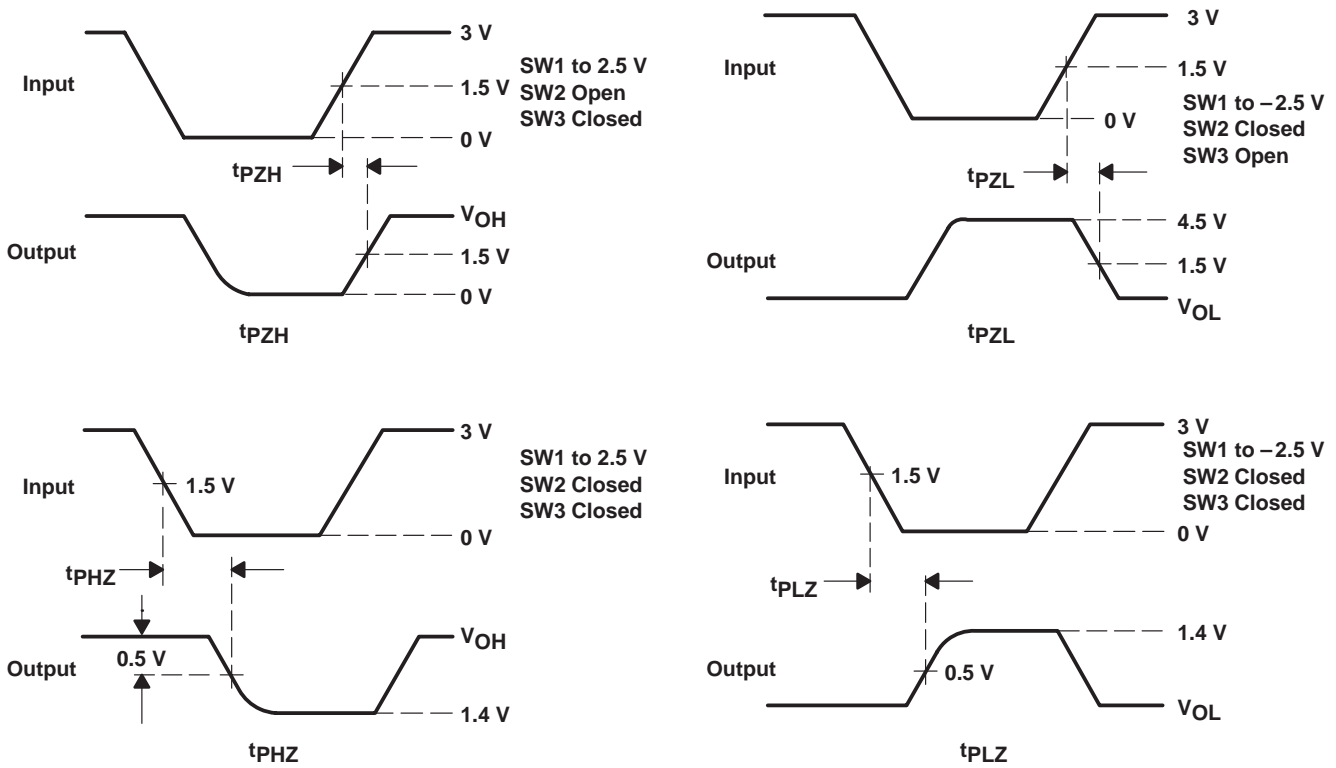 3 V
Input
1.5 V
0 V
SW1 to 2.5 V
SW2 Open
SW3 Closed
tPZH
VOH
Output
1.5 V
0 V
tPZH
3 V
Input
1.5 V
0 V
SW1 to –2.5 V
SW2 Closed
SW3 Open
tPZL
4.5 V
Output
1.5 V
VOL
tPZL
3 V
Input
1.5 V
0 V
SW1 to 2.5 V
SW2 Closed
SW3 Closed
tPHZ
VOH
Output
0.5 V
1.4 V
tPHZ
3 V
Input
1.5 V
0 V
SW1 to –2.5 V
SW2 Closed
SW3 Closed
tPLZ
1.4 V
Output
0.5 V
VOL
tPLZ